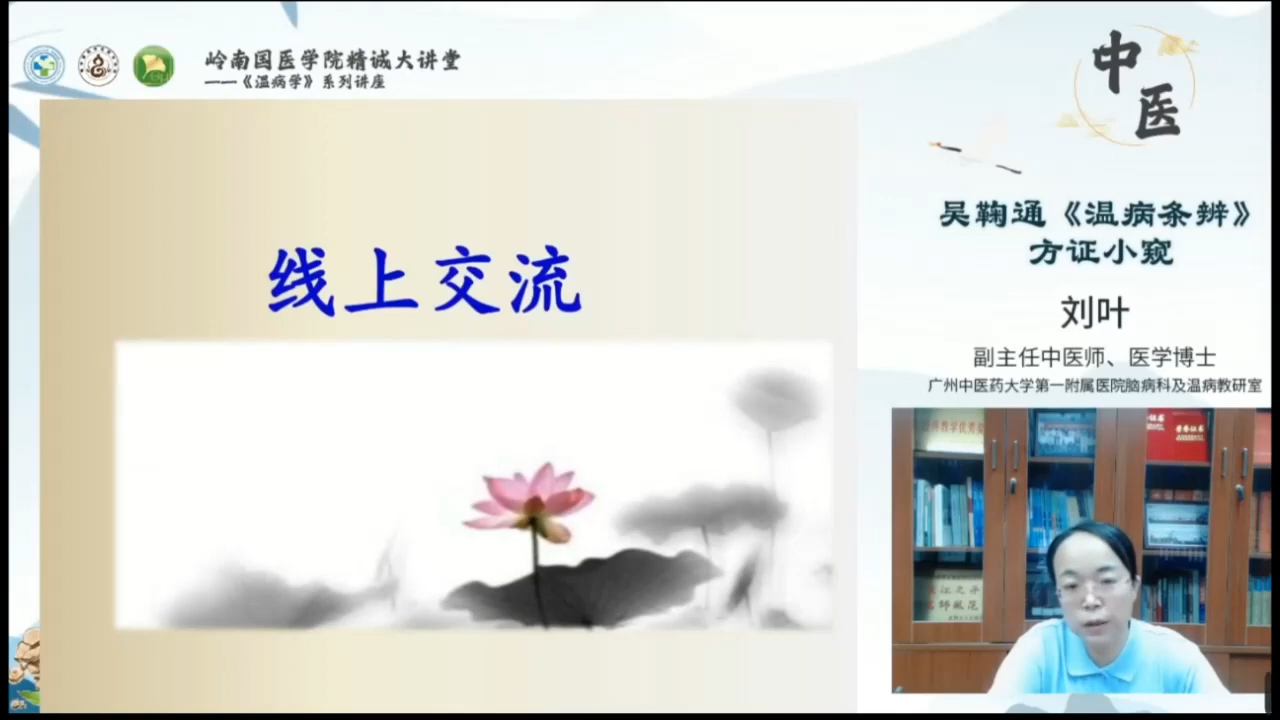 岭南国医学院精诚大讲堂
——《温病学》系列讲座
中
医
线上交流
吴鞠通《温病条辨》
方证小窥
刘叶
副主任中医师、医学博士
广州中医药大学第一附属医院脑病科及温病教研室